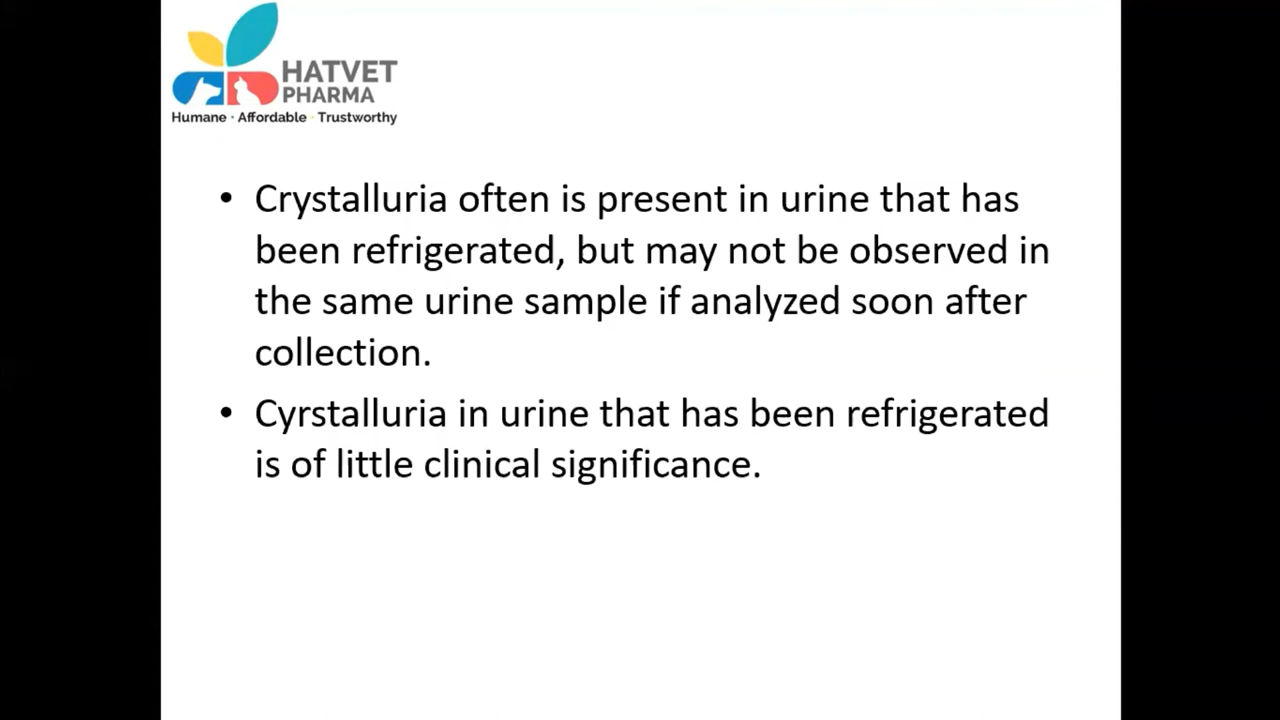 HATVET
PHARMA
Humane · Affordable · Trustworthy
• Crystalluria often is present in urine that has
been refrigerated, but may not be observed in
the same urine sample if analyzed soon after
collection.
• Cyrstalluria in urine that has been refrigerated
is of little clinical significance.